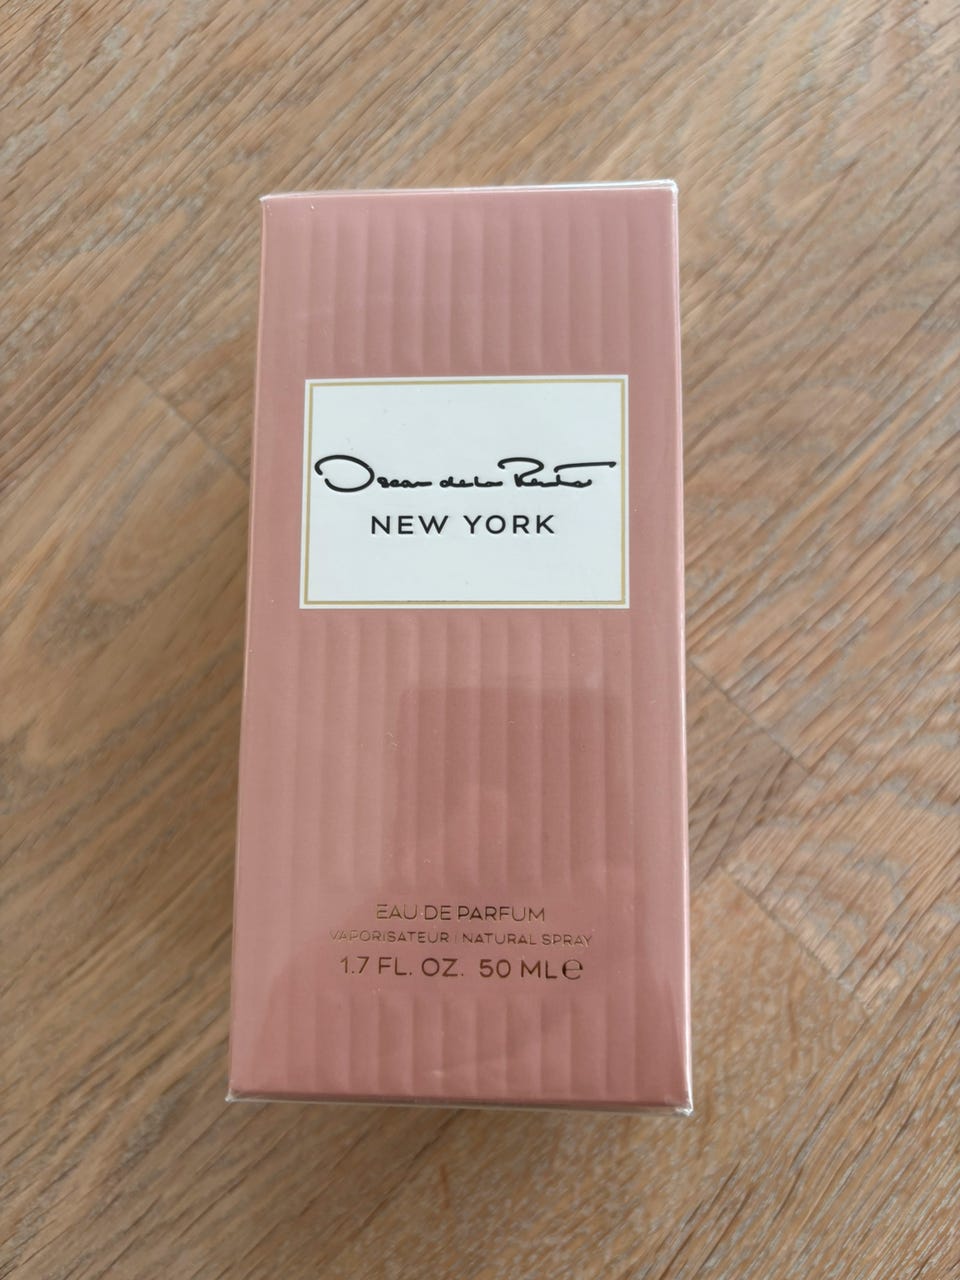 Oscar de la Renta
NEW YORK
EAU DE PARFUM
VAPORISATEUR | NATURAL SPRAY
1.7 FL. OZ. 50 ML ℮